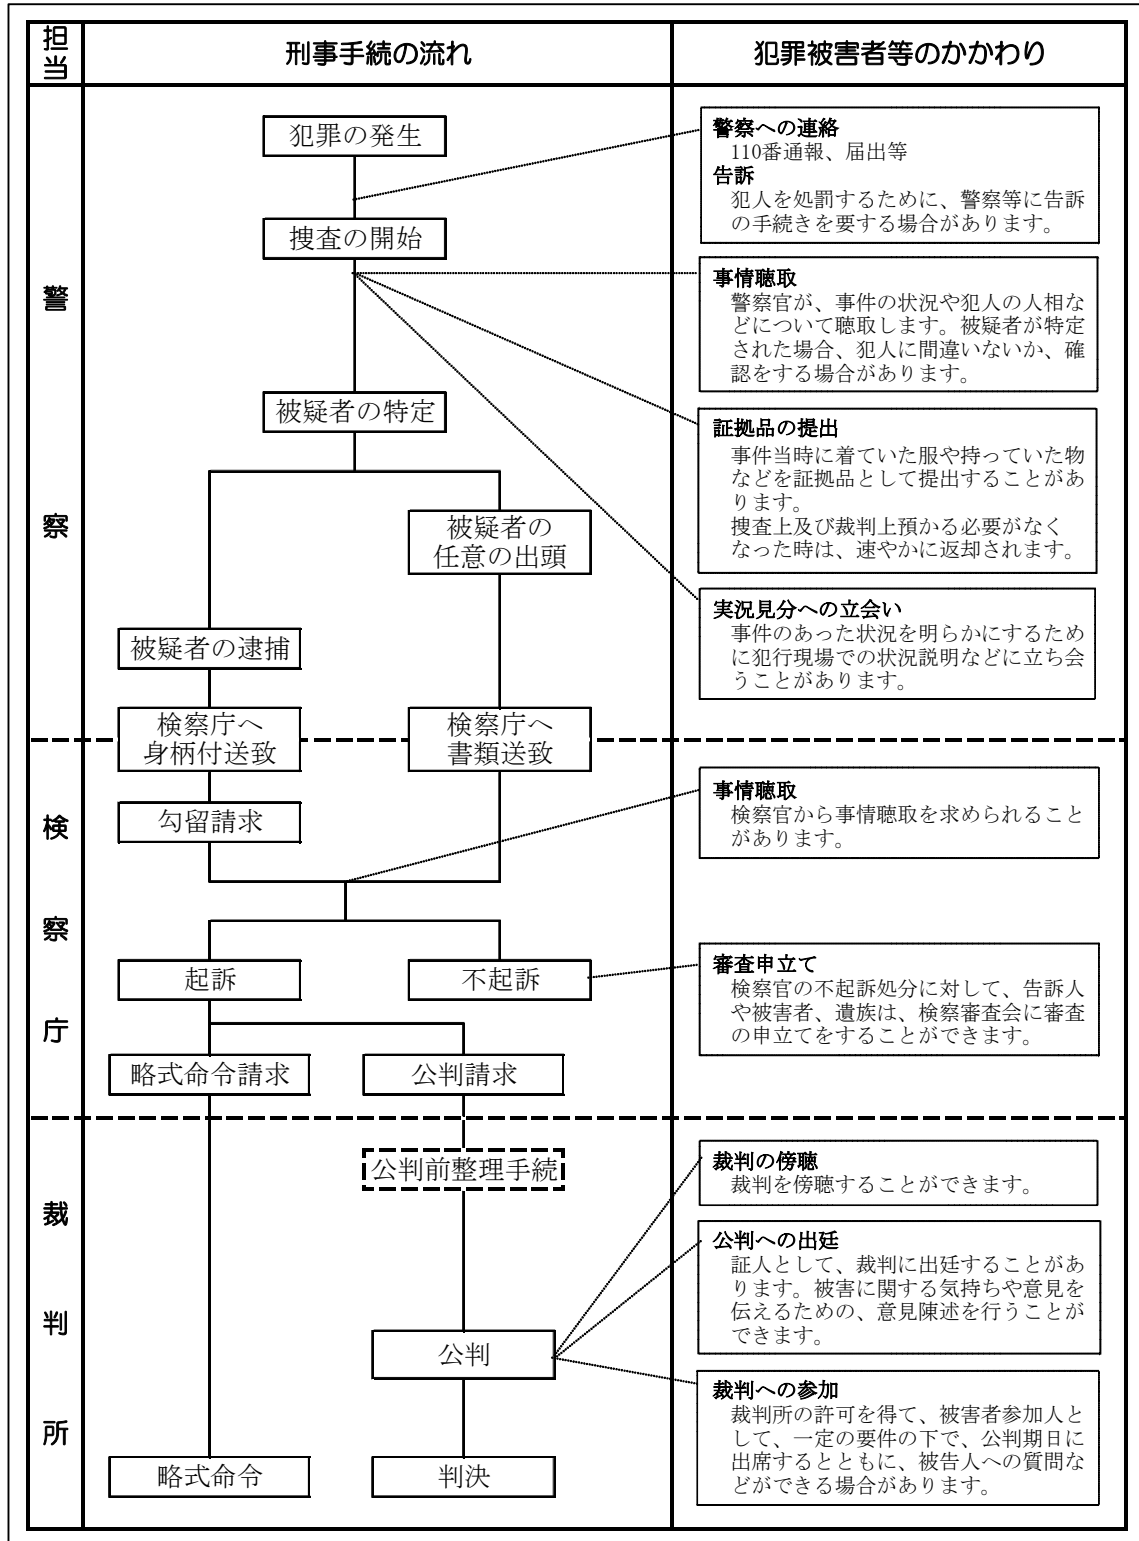 担当
刑事手続の流れ
犯罪被害者等のかかわり
警察
犯罪の発生
捜査の開始
被疑者の特定
被疑者の
任意の出頭
被疑者の逮捕
検察庁へ
身柄付送致
検察庁へ
書類送致
警察への連絡
110番通報、届出等
告訴
犯人を処罰するために、警察等に告訴
の手続きを要する場合があります。
事情聴取
警察官が、事件の状況や犯人の人相な
どについて聴取します。被疑者が特定
された場合、犯人に間違いないか、確
認をする場合があります。
証拠品の提出
事件当時に着ていた服や持っていた物
などを証拠品として提出することがあ
ります。
捜査上及び裁判上預かる必要がなく
なった時は、速やかに返却されます。
実況見分への立会い
事件のあった状況を明らかにするため
に犯行現場での状況説明などに立ち会
うことがあります。
検察庁
勾留請求
起訴
不起訴
略式命令請求
公判請求
事情聴取
検察官から事情聴取を求められること
があります。
審査申立て
検察官の不起訴処分に対して、告訴人
や被害者、遺族は、検察審査会に審査
の申立てをすることができます。
裁判所
公判前整理手続
公判
略式命令
判決
裁判の傍聴
裁判を傍聴することができます。
公判への出廷
証人として、裁判に出廷することがあ
ります。被害に関する気持ちや意見を
伝えるための、意見陳述を行うことが
できます。
裁判への参加
裁判所の許可を得て、被害者参加人と
して、一定の要件の下で、公判期日に
出席するとともに、被告人への質問な
どができる場合があります。